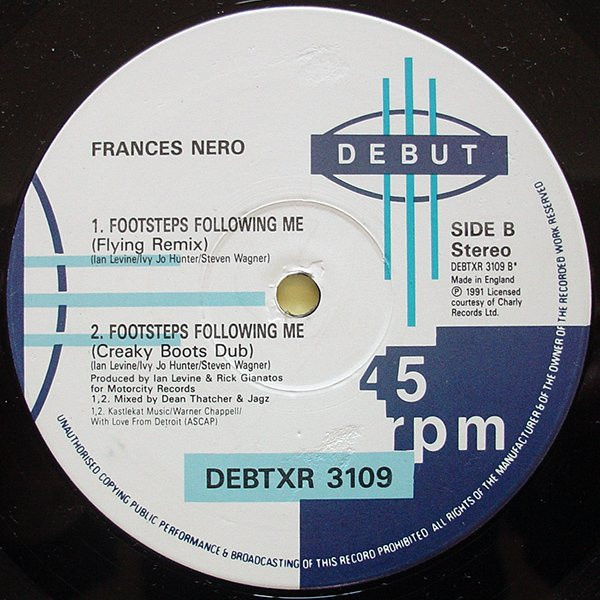 FRANCES NERO
DEBUT
1. FOOTSTEPS FOLLOWING ME
(Flying Remix)
(Ian Levine/Ivy Jo Hunter/Steven Wagner)
SIDE B
Stereo
DEBTXR 3109 B*
Made in England
℗ 1991 Licensed
courtesy of Charly
Records Ltd.
2. FOOTSTEPS FOLLOWING ME
(Creaky Boots Dub)
(Ian Levine/Ivy Jo Hunter/Steven Wagner)
Produced by Ian Levine & Rick Gianatos
for Motorcity Records
1,2. Mixed by Dean Thatcher & Jagz
1,2. Kastlekat Music/Warner Chappell/
With Love From Detroit (ASCAP)
45
rpm
DEBTXR 3109
UNAUTHORISED COPYING PUBLIC PERFORMANCE & BROADCASTING OF THIS RECORD PROHIBITED. ALL RIGHTS OF THE MANUFACTURER & OF THE OWNER OF THE RECORDED WORK RESERVED